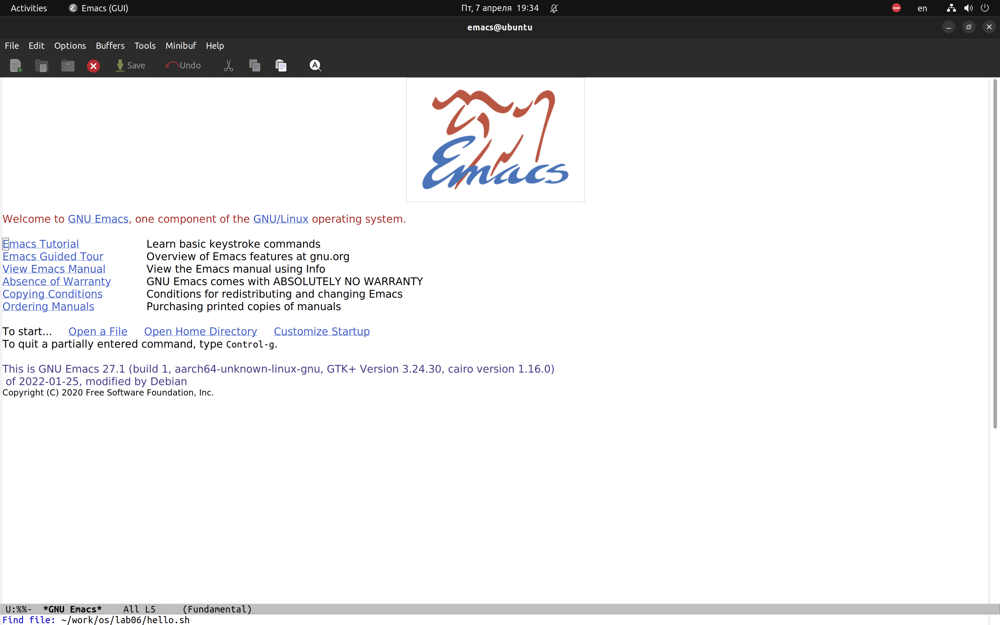 Activities Emacs (GUI) Пт, 7 апреля 19:34 en
emacs@ubuntu
File Edit Options Buffers Tools Minibuf Help
Save Undo
Emacs
Welcome to GNU Emacs, one component of the GNU/Linux operating system.
Emacs Tutorial Learn basic keystroke commands
Emacs Guided Tour Overview of Emacs features at gnu.org
View Emacs Manual View the Emacs manual using Info
Absence of Warranty GNU Emacs comes with ABSOLUTELY NO WARRANTY
Copying Conditions Conditions for redistributing and changing Emacs
Ordering Manuals Purchasing printed copies of manuals
To start... Open a File Open Home Directory Customize Startup
To quit a partially entered command, type Control-g.
This is GNU Emacs 27.1 (build 1, aarch64-unknown-linux-gnu, GTK+ Version 3.24.30, cairo version 1.16.0)
of 2022-01-25, modified by Debian
Copyright (C) 2020 Free Software Foundation, Inc.
U:%%- *GNU Emacs* All L5 (Fundamental)
Find file: ~/work/os/lab06/hello.sh